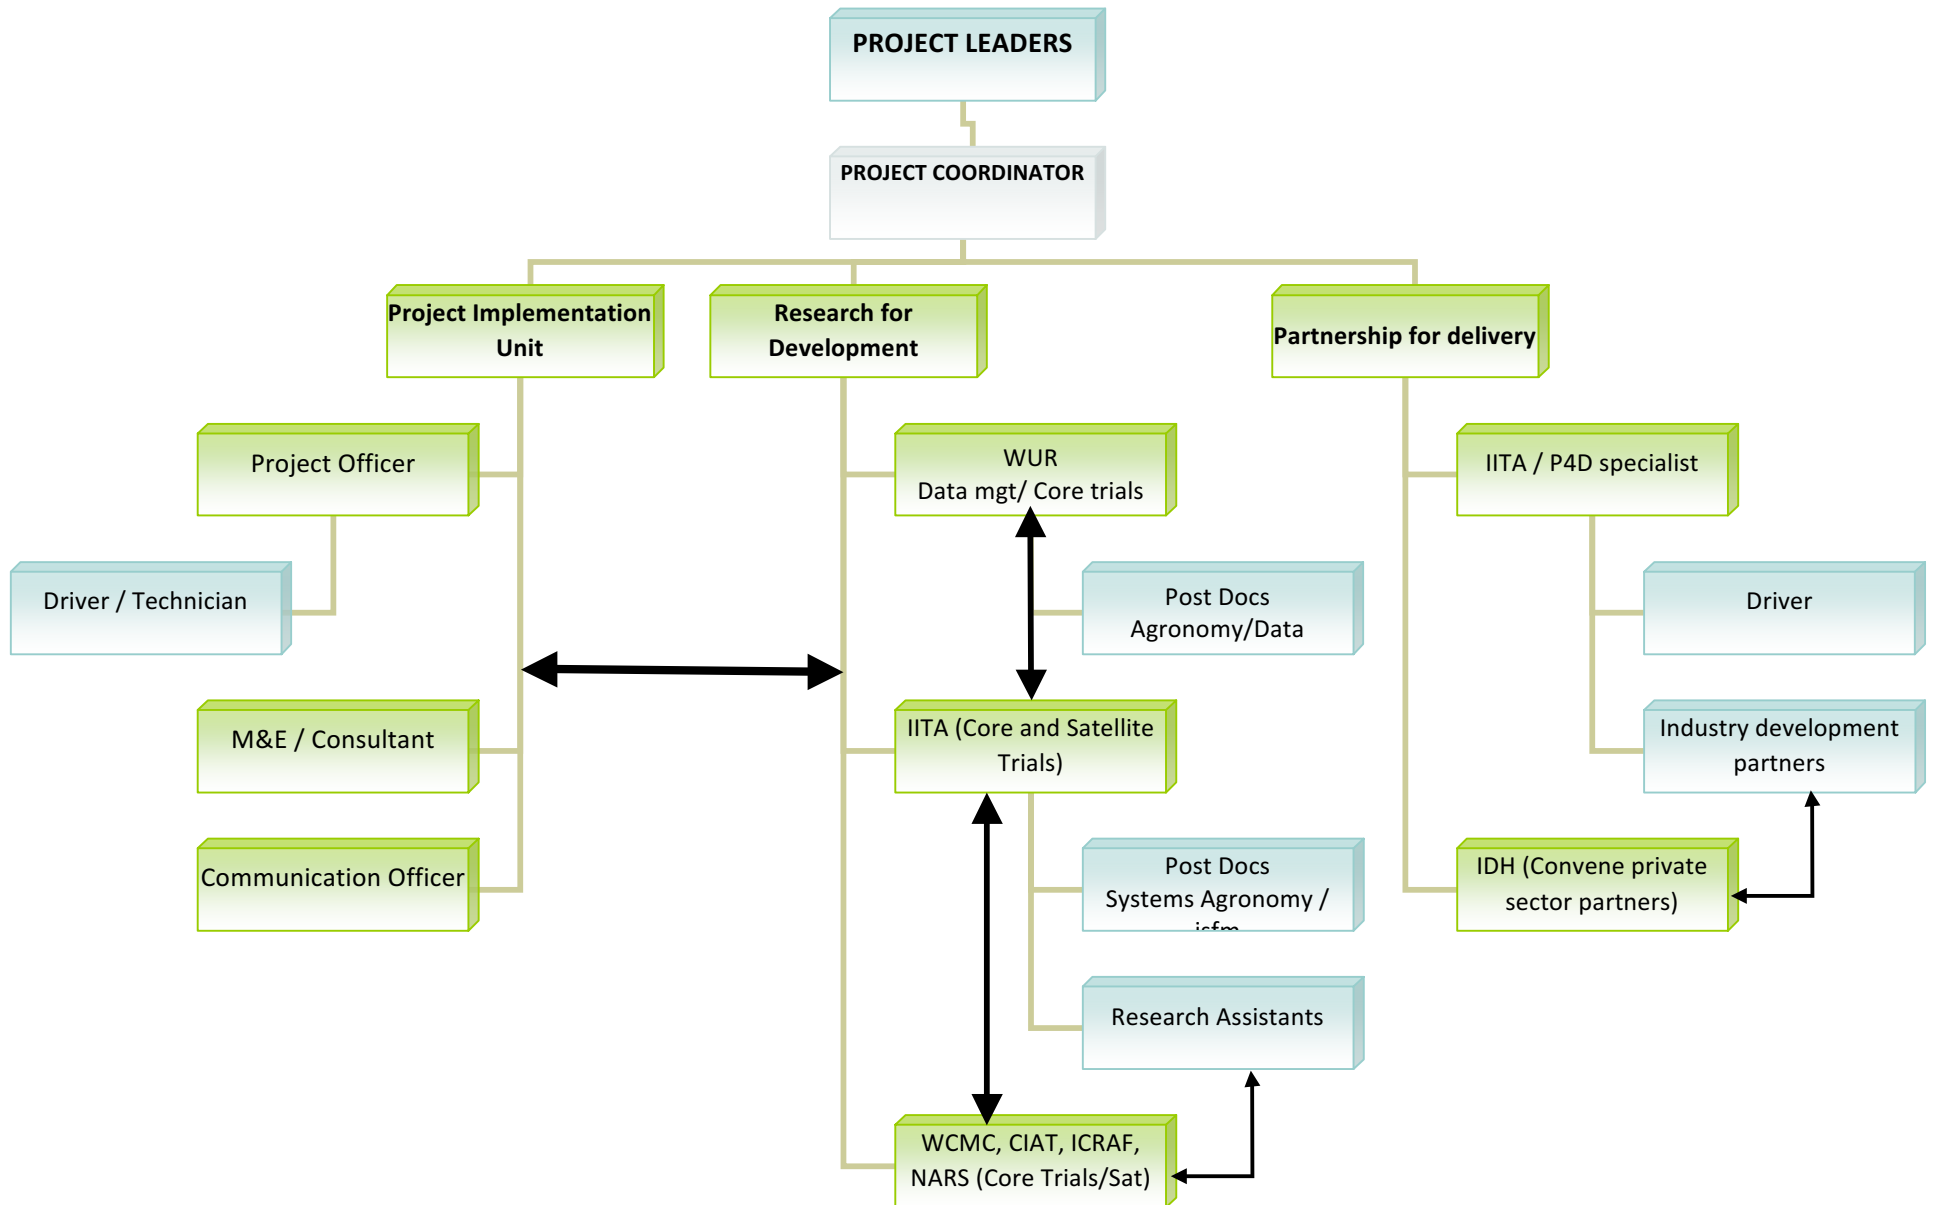 PROJECT LEADERS
PROJECT COORDINATOR
Project Implementation
Unit
Research for
Development
Partnership for delivery
Project Officer
WUR
Data mgt/ Core trials
IITA / P4D specialist
Driver / Technician
Post Docs
Agronomy/Data
Driver
M&E / Consultant
IITA (Core and Satellite
Trials)
Industry development
partners
Communication Officer
Post Docs
Systems Agronomy /
IDH (Convene private
sector partners)
Research Assistants
WCMC, CIAT, ICRAF,
NARS (Core Trials/Sat)